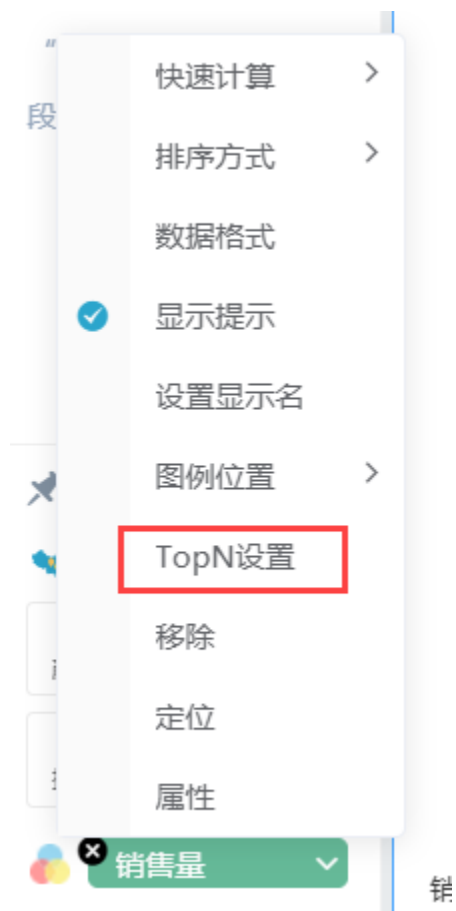 段
快速计算
排序方式
数据格式
显示提示
设置显示名
图例位置
TopN设置
移除
定位
属性
销售量
销